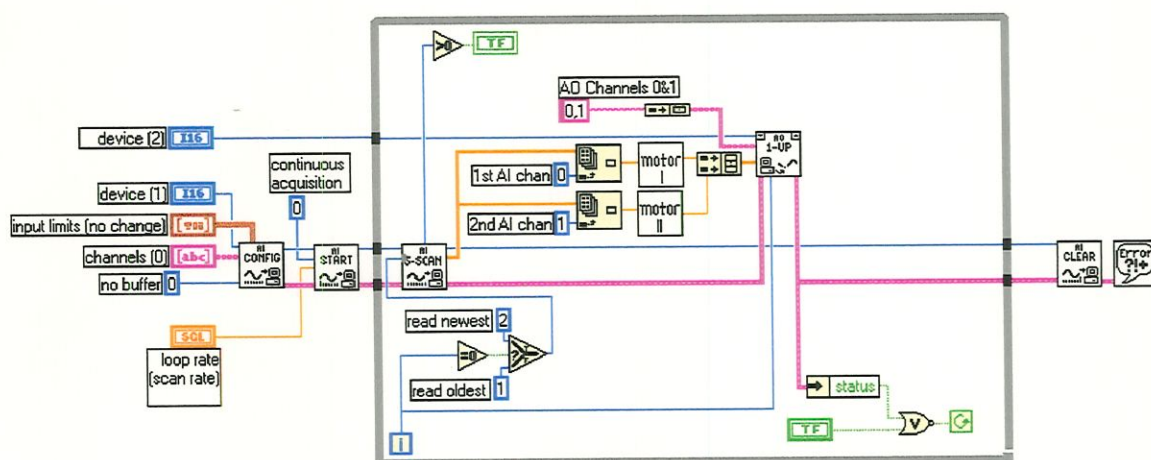 >0
TF
AO Channels 0&1
0,1
AO
1-UP
device (2)
I16
continuous
acquisition
0
1st AI chan
0
motor
I
device (1)
I16
input limits (no change)
2nd AI chan
1
motor
II
channels (0)
[abc]
AI
CONFIG
AI
START
AI
S-SCAN
AI
CLEAR
Error
?!+
no buffer
0
read newest
2
SGL
=0
?
loop rate
(scan rate)
read oldest
1
status
TF
V
i